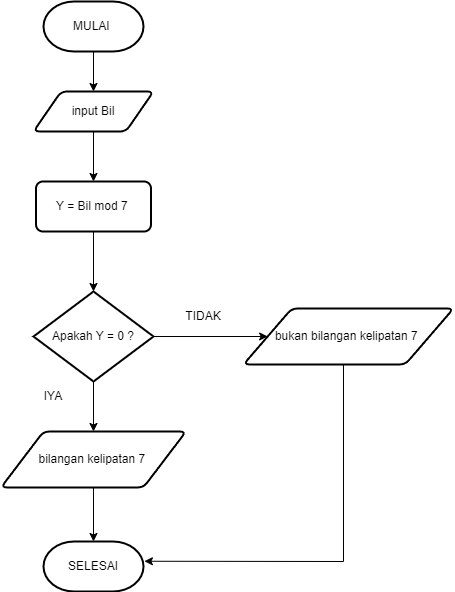 MULAI
input Bil
Y = Bil mod 7
Apakah Y = 0 ?
TIDAK
bukan bilangan kelipatan 7
IYA
bilangan kelipatan 7
SELESAI